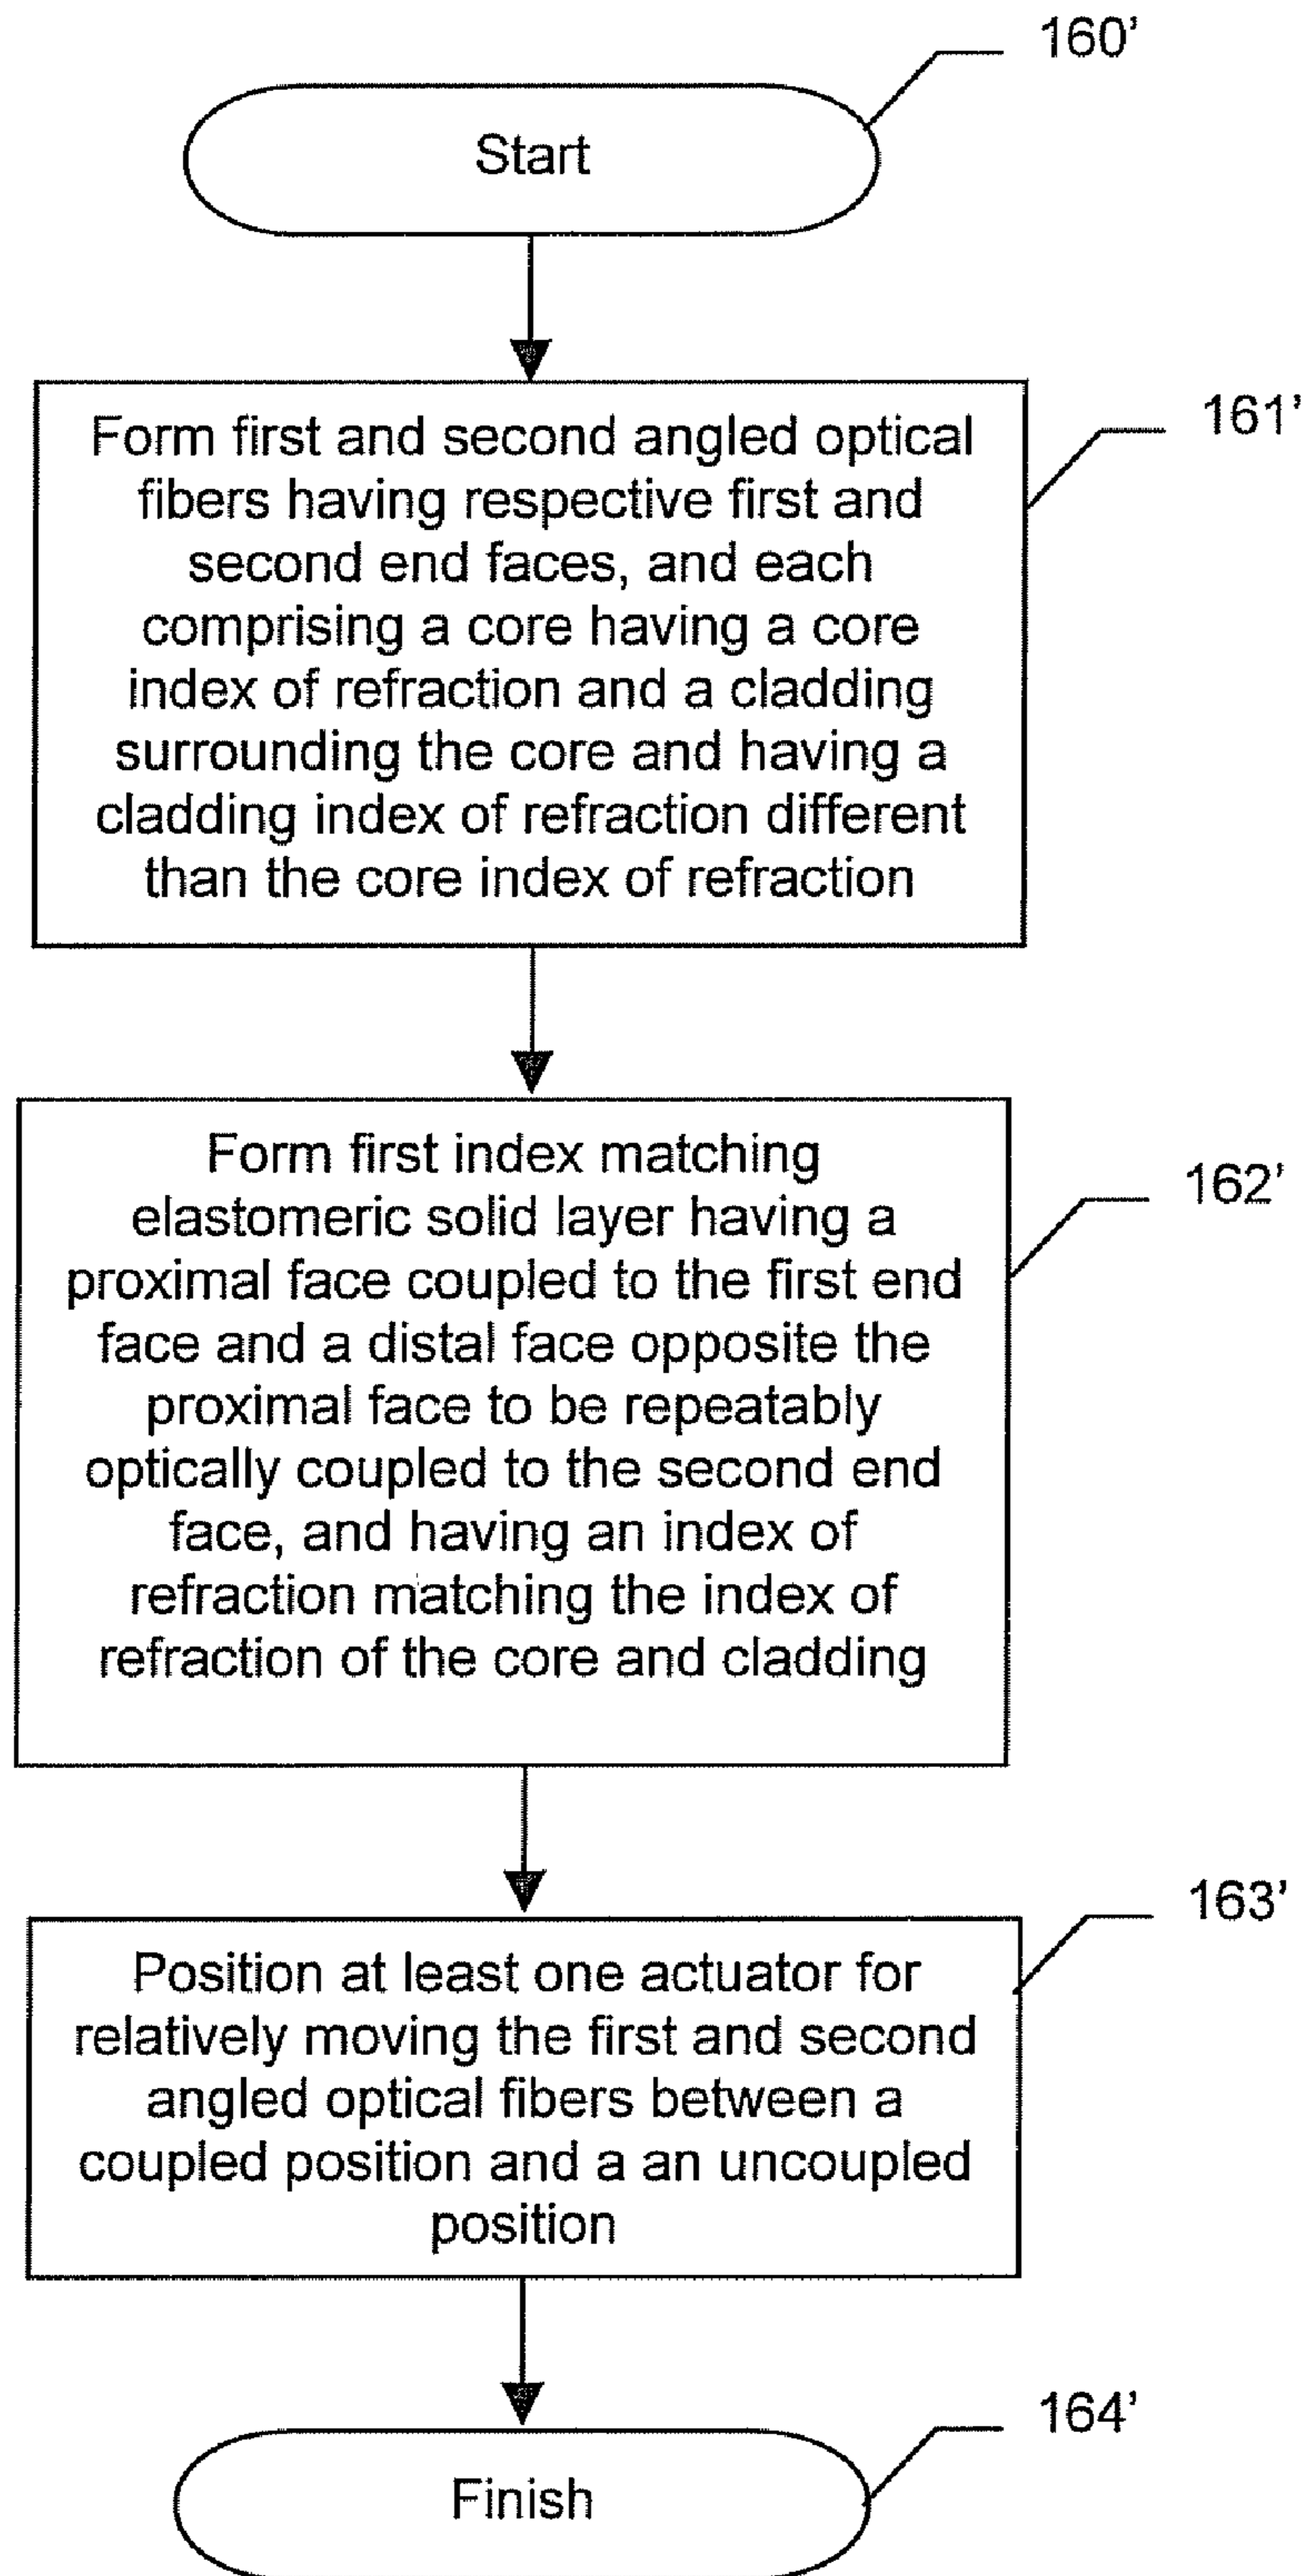 160’
Start
161’
Form first and second angled optical
fibers having respective first and
second end faces, and each
comprising a core having a core
index of refraction and a cladding
surrounding the core and having a
cladding index of refraction different
than the core index of refraction
162’
Form first index matching
elastomeric solid layer having a
proximal face coupled to the first end
face and a distal face opposite the
proximal face to be repeatably
optically coupled to the second end
face, and having an index of
refraction matching the index of
refraction of the core and cladding
163’
Position at least one actuator for
relatively moving the first and second
angled optical fibers between a
coupled position and a an uncoupled
position
164’
Finish